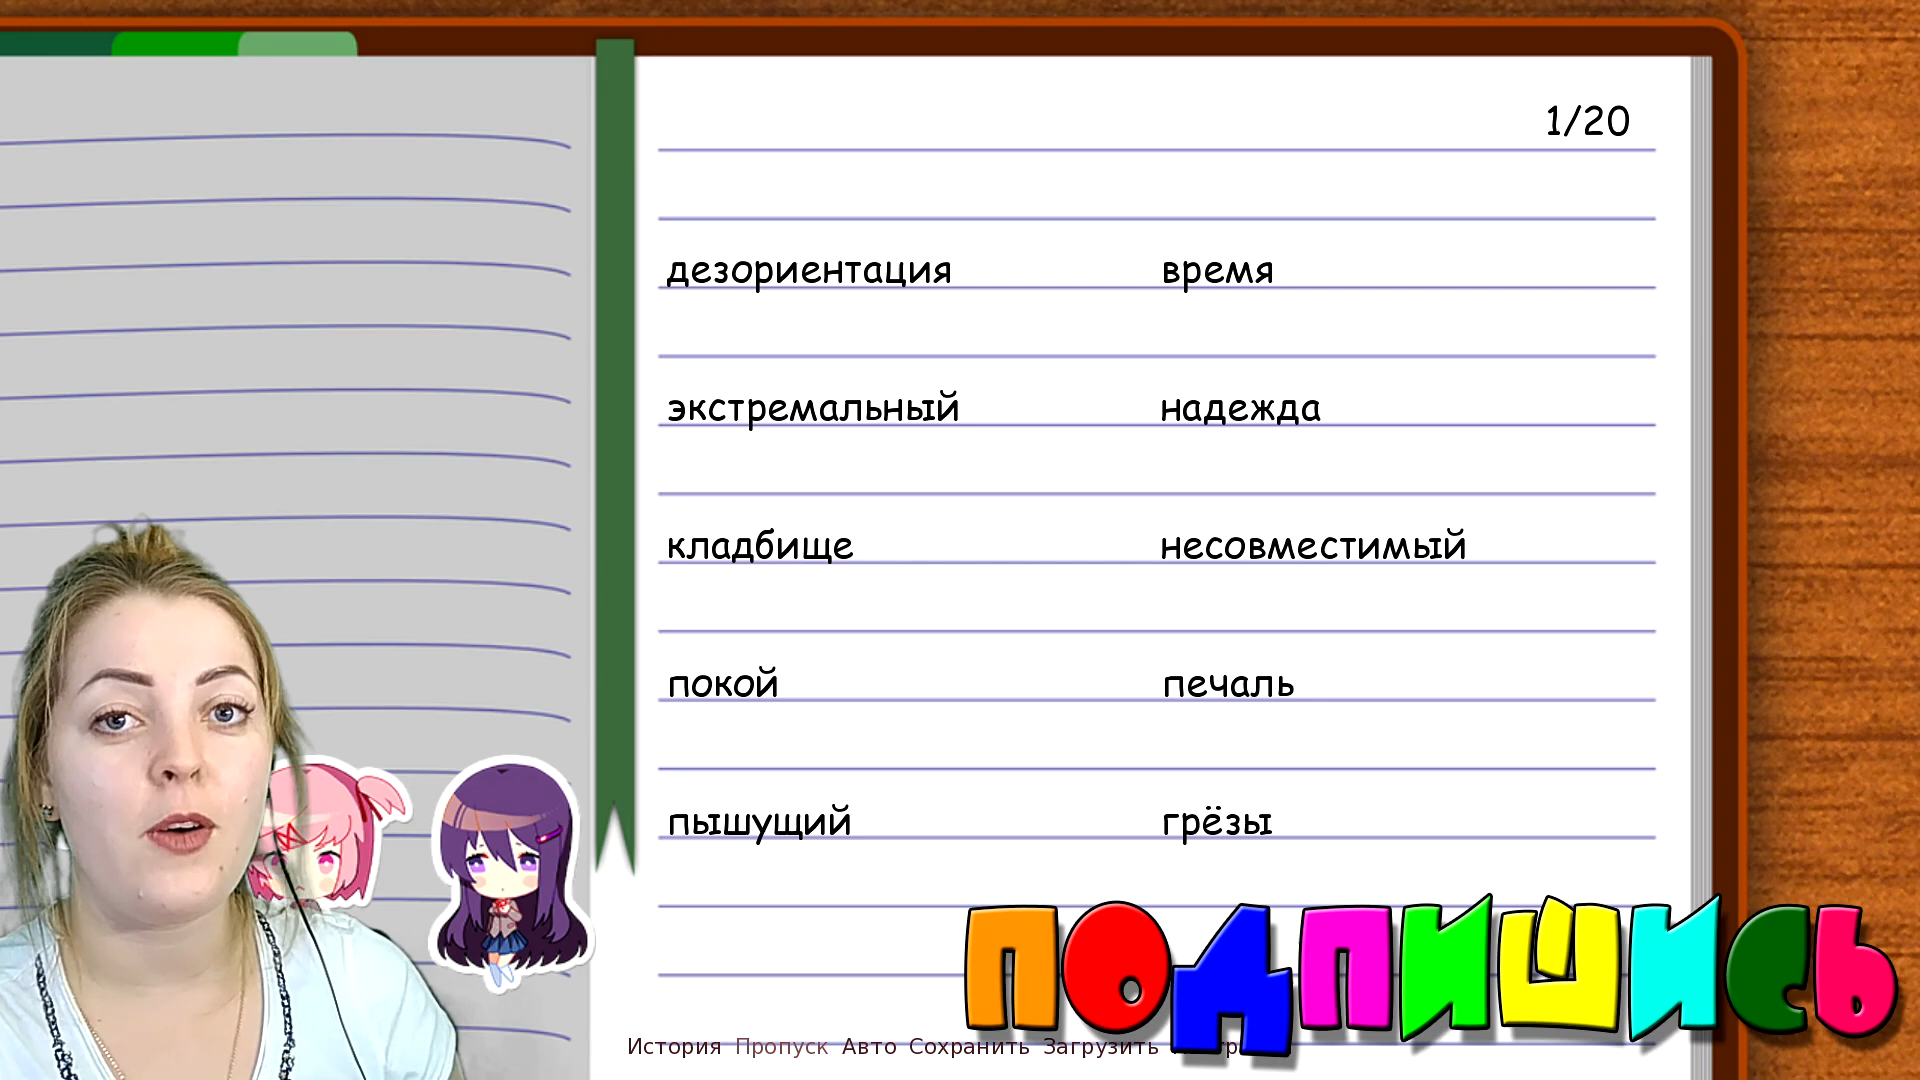 1/20
дезориентация время
экстремальный надежда
кладбище несовместимый
покой печаль
пышущий грёзы
ПОДПИШИСЬ
История Пропуск Авто Сохранить Загрузить